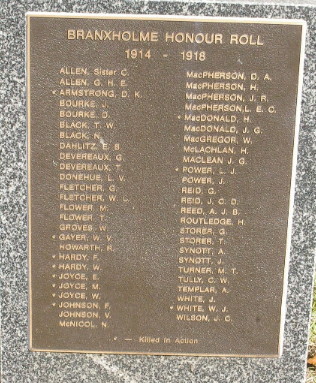 BRANXHOLME HONOUR ROLL
1914 - 1918
ALLEN, Sister C.
ALLEN, G. H. E.
* ARMSTRONG, D. K.
BOURKE, J.
BOURKE, D.
BLACK, T. W.
BLACK, N.
DAHLITZ, E. B.
DEVEREAUX, G.
DEVEREAUX, T.
DONEHUE, L. V.
FLETCHER, G.
FLETCHER, W. L.
FLOWER, M.
FLOWER, T.
GROVES, W.
* GAYER, W. V.
HOWARTH, R.
* HARDY, F.
* HARDY, W.
* JOYCE, E.
* JOYCE, M.
* JOYCE, W.
* JOHNSON, F.
JOHNSON, V.
McNICOL, N.
MacPHERSON, D. A.
MacPHERSON, H.
MacPHERSON, J. R.
MacPHERSON, L. E. C.
* MacDONALD, H.
MacDONALD, J. G.
MacGREGOR, W.
McLACHLAN, H.
MACLEAN J. G.
* POWER, L. J.
POWER, J.
REID, G.
REID, J. C. D.
REED, A. J. B.
ROUTLEDGE, H.
STORER, G.
STORER, T.
SYNOTT, A.
SYNOTT, J.
TURNER, M. T.
TULLY, C. W.
TEMPLAR, A.
WHITE, J.
* WHITE, W. J.
WILSON, J. C.
* — Killed in Action